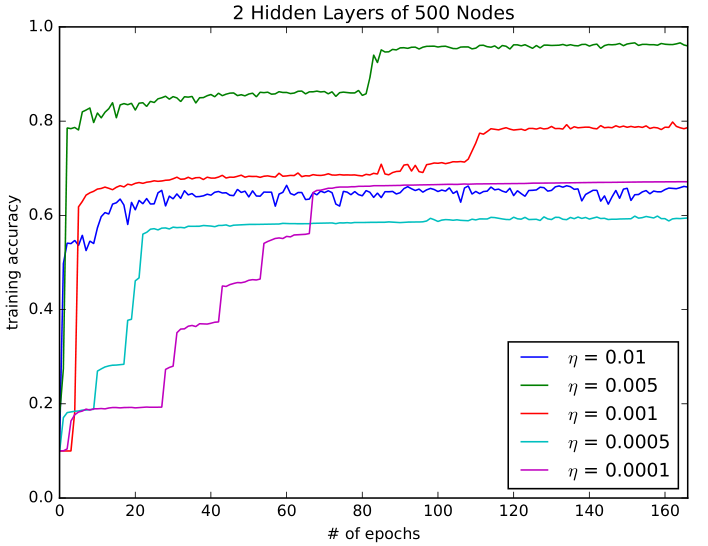 2 Hidden Layers of 500 Nodes
training accuracy
1.0
0.8
0.6
0.4
0.2
0.0
0 20 40 60 80 100 120 140 160
# of epochs
η = 0.01
η = 0.005
η = 0.001
η = 0.0005
η = 0.0001